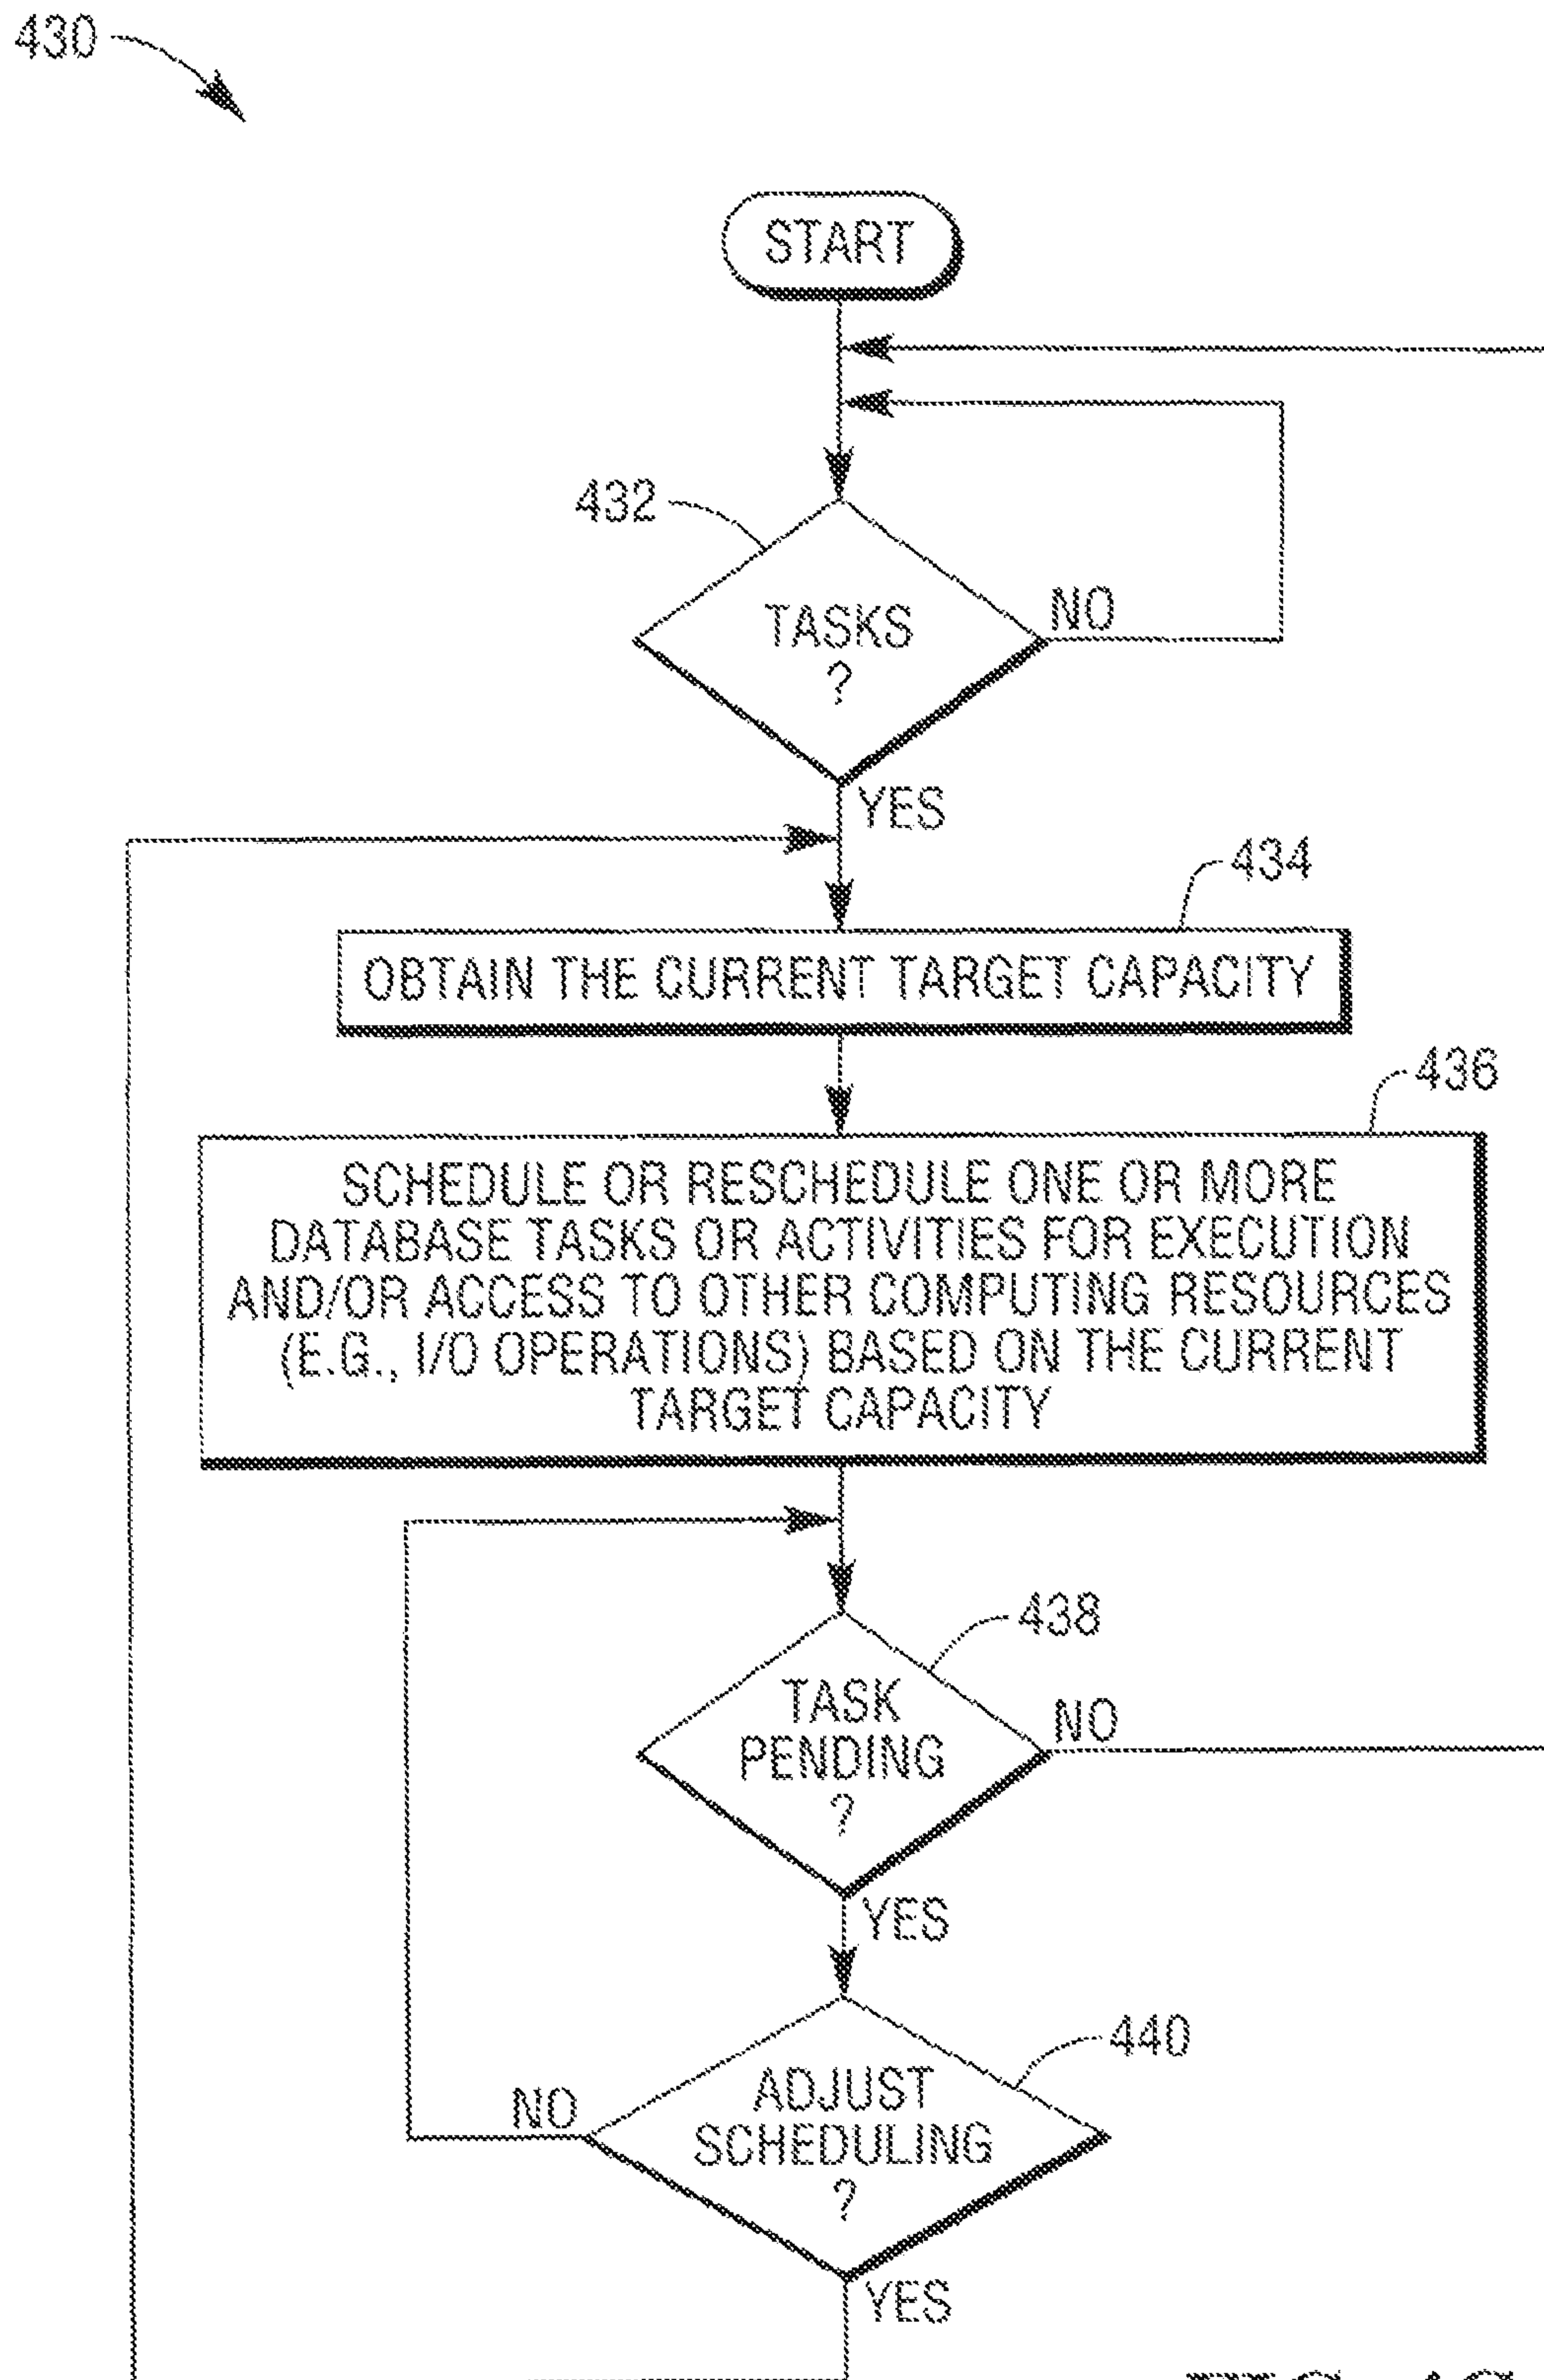 430
START
432
TASKS
?
NO
YES
434
OBTAIN THE CURRENT TARGET CAPACITY
436
SCHEDULE OR RESCHEDULE ONE OR MORE
DATABASE TASKS OR ACTIVITIES FOR EXECUTION
AND/OR ACCESS TO OTHER COMPUTING RESOURCES
(E.G., I/O OPERATIONS) BASED ON THE CURRENT
TARGET CAPACITY
438
TASK
PENDING
?
NO
YES
440
ADJUST
SCHEDULING
?
NO
YES